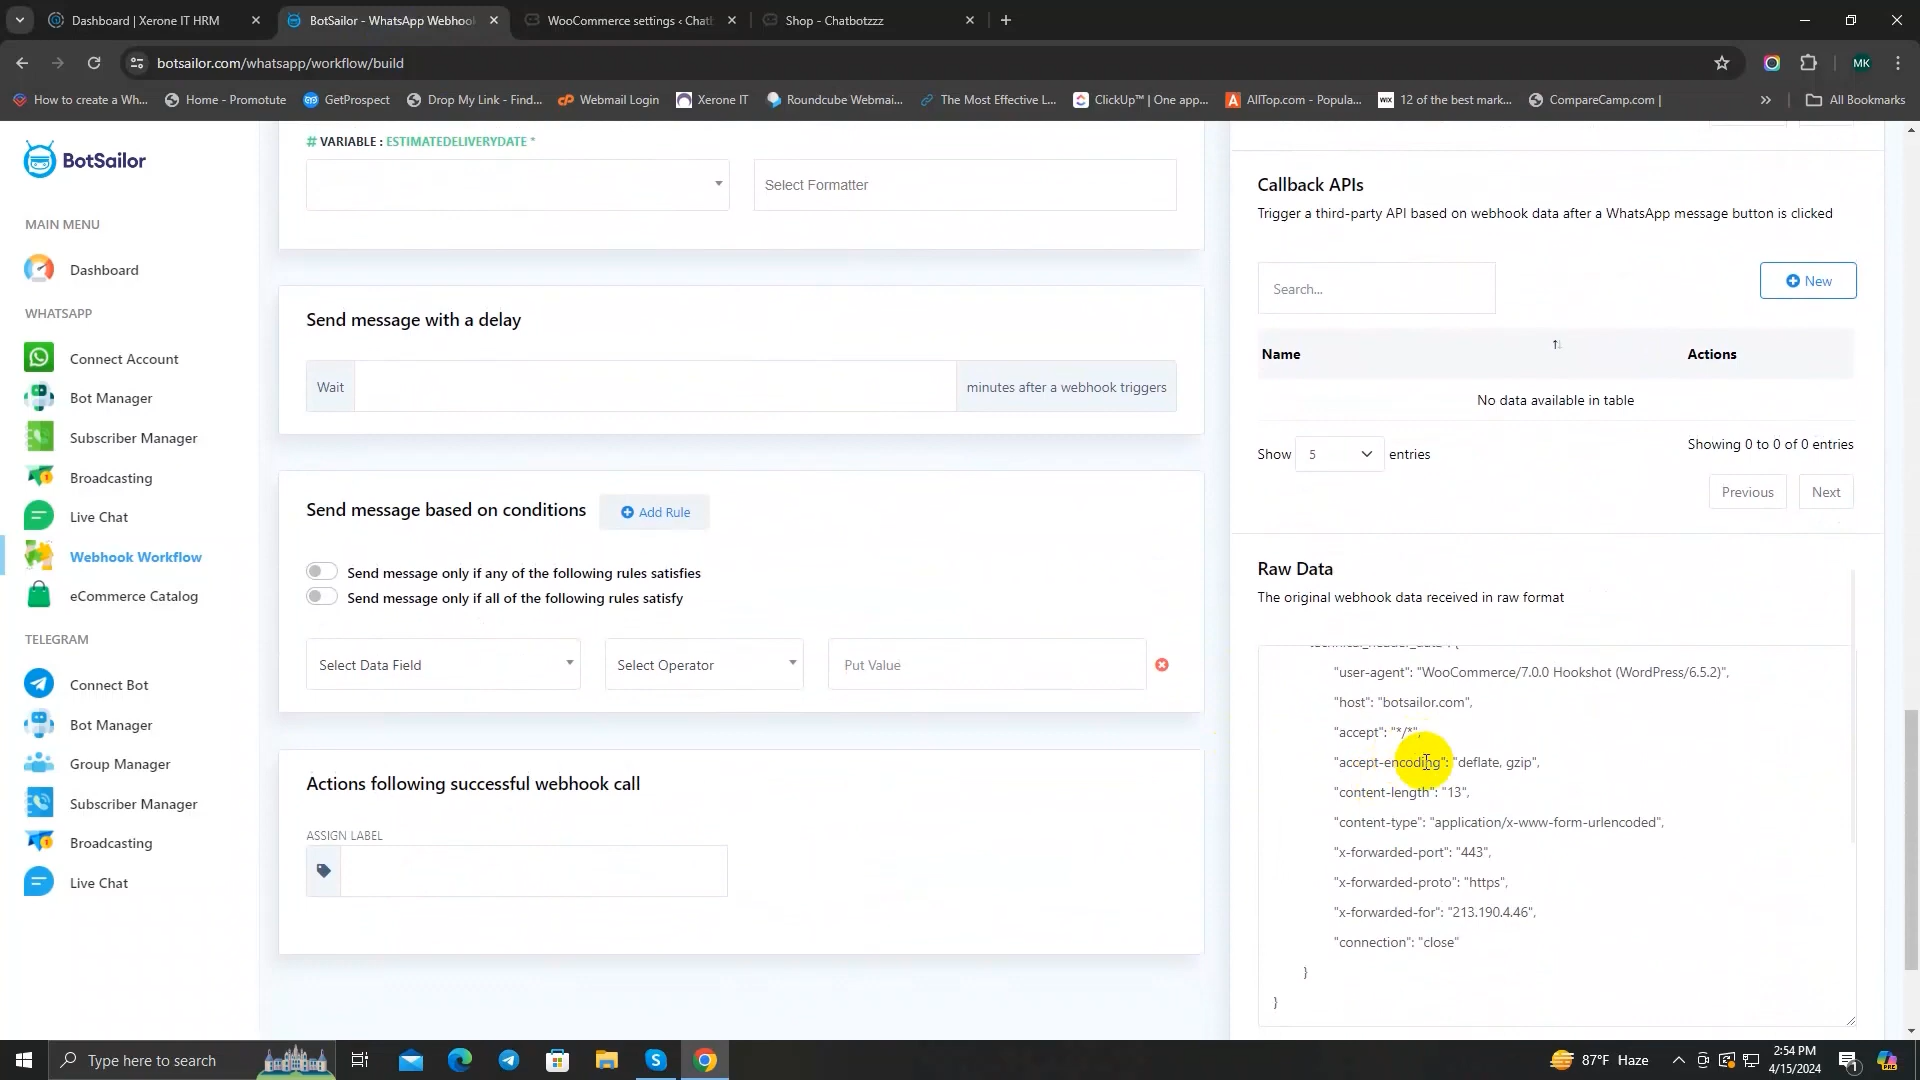 Dashboard | Xerone IT HRM
BotSailor - WhatsApp Webhoo
WooCommerce settings ‹ Chat
Shop - Chatbotzzz
botsailor.com/whatsapp/workflow/build
MK
How to create a Wh...
Home - Promotute
GetProspect
Drop My Link - Find...
Webmail Login
Xerone IT
Roundcube Webmai...
The Most Effective L...
ClickUp™ | One app...
AllTop.com - Popula...
12 of the best mark...
CompareCamp.com |
All Bookmarks
BotSailor
MAIN MENU
Dashboard
WHATSAPP
Connect Account
Bot Manager
Subscriber Manager
Broadcasting
Live Chat
Webhook Workflow
eCommerce Catalog
TELEGRAM
Connect Bot
Bot Manager
Group Manager
Subscriber Manager
Broadcasting
Live Chat
# VARIABLE : ESTIMATEDELIVERYDATE *
Select Formatter
Send message with a delay
Wait
minutes after a webhook triggers
Send message based on conditions
Add Rule
Send message only if any of the following rules satisfies
Send message only if all of the following rules satisfy
Select Data Field
Select Operator
Put Value
Actions following successful webhook call
ASSIGN LABEL
Callback APIs
Trigger a third-party API based on webhook data after a WhatsApp message button is clicked
Search...
New
Name
Actions
No data available in table
Show 5 entries
Showing 0 to 0 of 0 entries
Previous
Next
Raw Data
The original webhook data received in raw format
"technical_header_data": {
"user-agent": "WooCommerce/7.0.0 Hookshot (WordPress/6.5.2)",
"host": "botsailor.com",
"accept": "*/*",
"accept-encoding": "deflate, gzip",
"content-length": "13",
"content-type": "application/x-www-form-urlencoded",
"x-forwarded-port": "443",
"x-forwarded-proto": "https",
"x-forwarded-for": "213.190.4.46",
"connection": "close"
}
}
Type here to search
87°F Haze
2:54 PM
4/15/2024
1